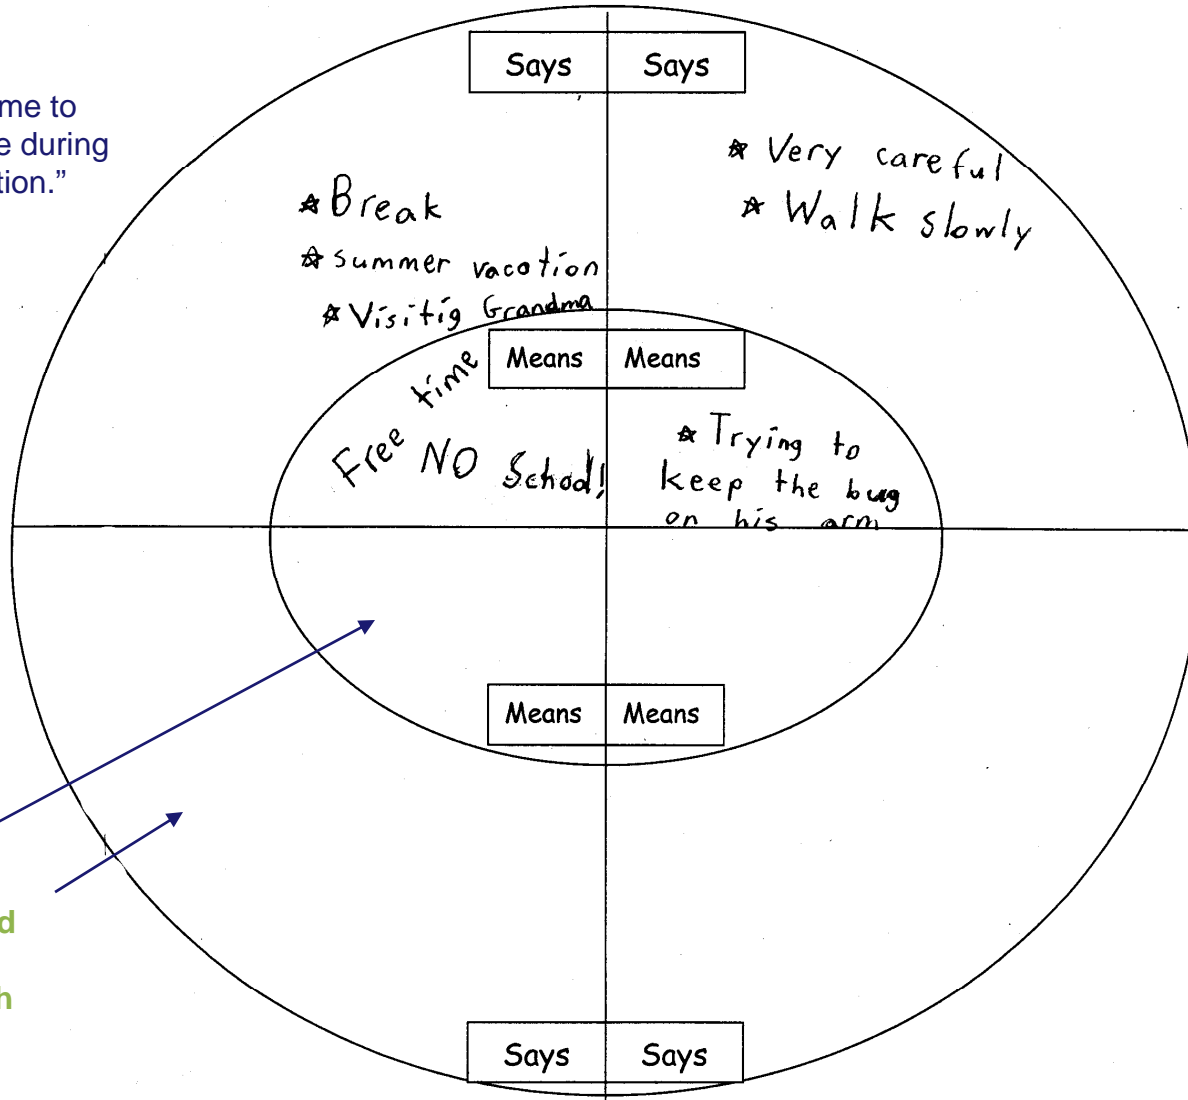 Says Says
me to
e during
tion.”
Very careful
Walk slowly
Break
summer vacation
Visitig Grandma
Means Means
Free time
NO School!
Trying to
keep the bug
on his arm
Means Means
d
h
Says Says